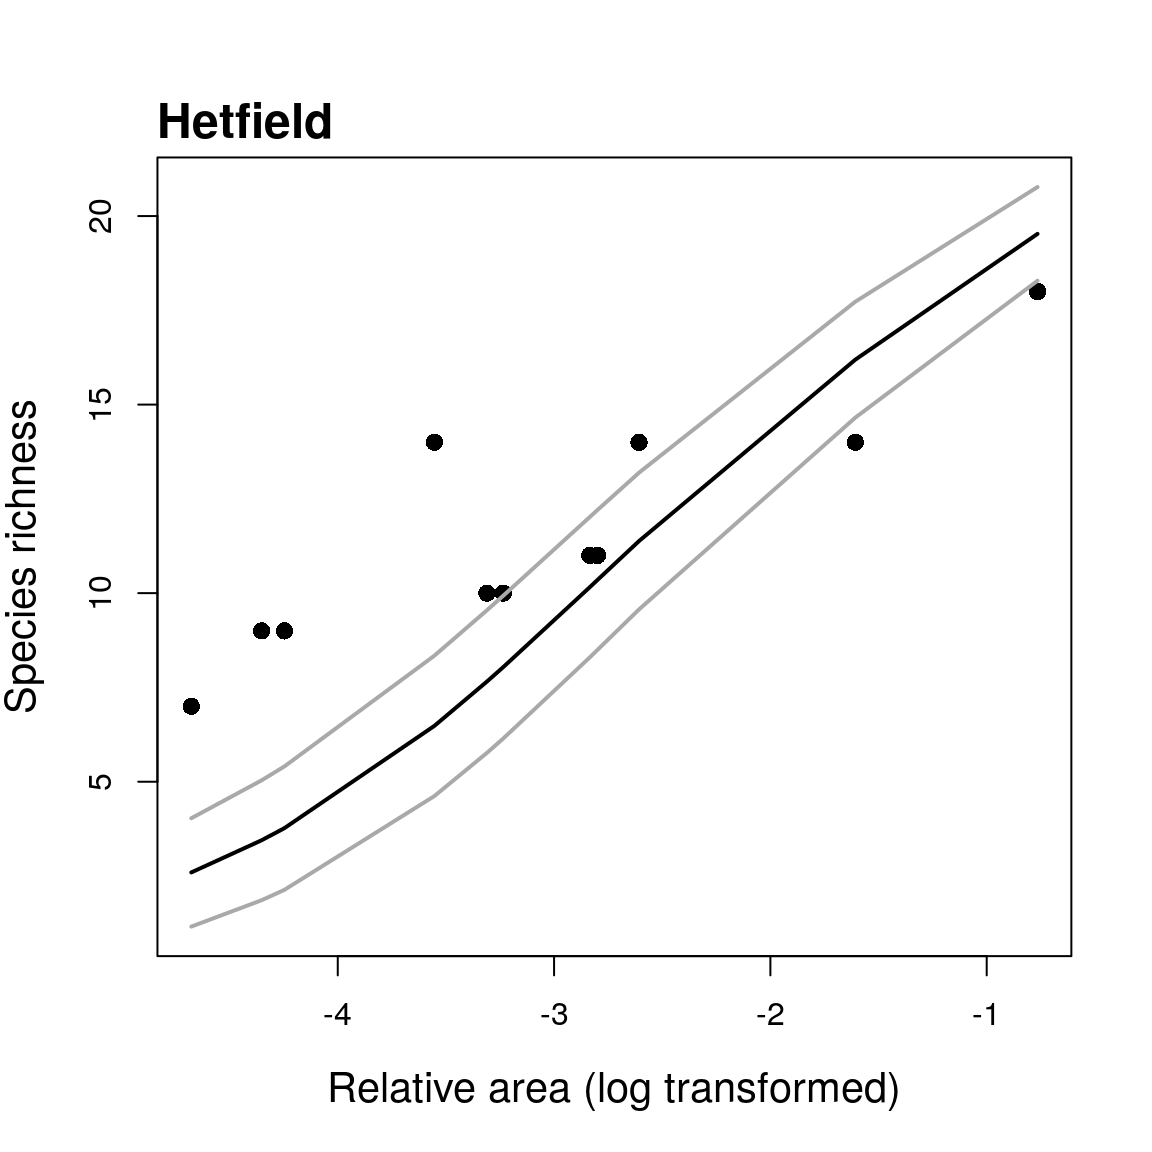 Hetfield
Species richness
20
15
10
5
-4 -3 -2 -1
Relative area (log transformed)